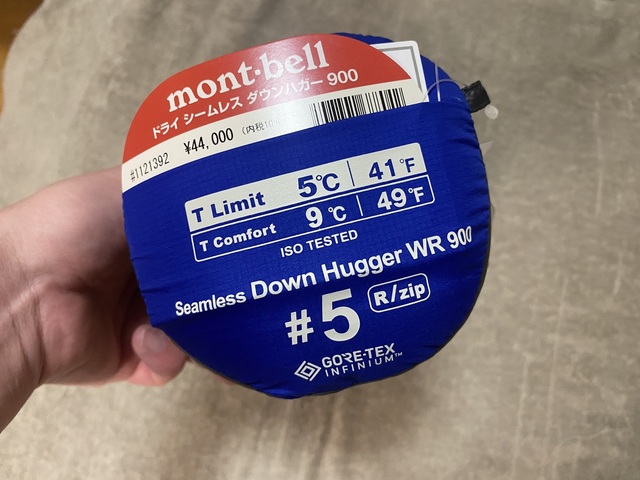 mont-bell
ドライ シームレス ダウンハガー 900
#1121392 ¥44,000
T Limit 5℃ 41°F
T Comfort 9℃ 49°F
ISO TESTED
Seamless Down Hugger WR 900
#5 R/zip
GORE-TEX
INFINIUM™